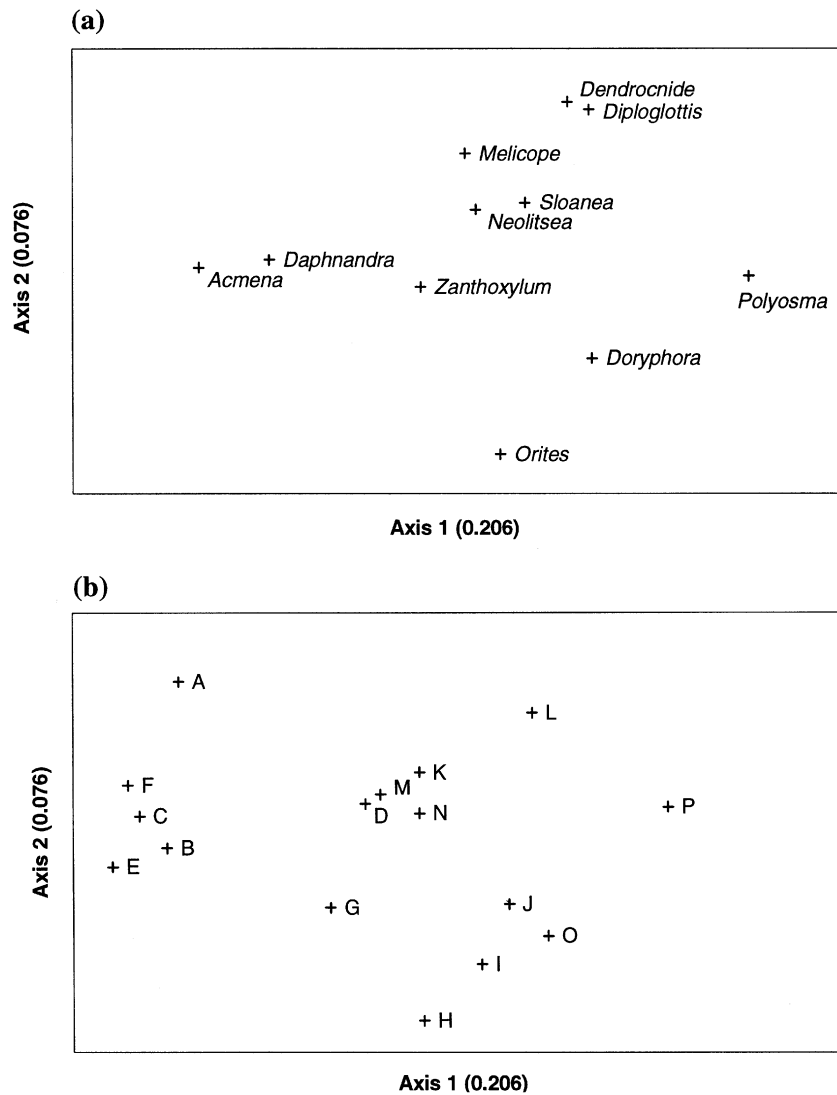 (a)
Dendrocnide
Diploglottis
Melicope
Sloanea
Neolitsea
Daphnandra
Acmena
Zanthoxylum
Polyosma
Doryphora
Orites
Axis 2 (0.076)
Axis 1 (0.206)
(b)
A
L
K
F
M
P
C
D
N
B
E
G
J
O
I
H
Axis 2 (0.076)
Axis 1 (0.206)